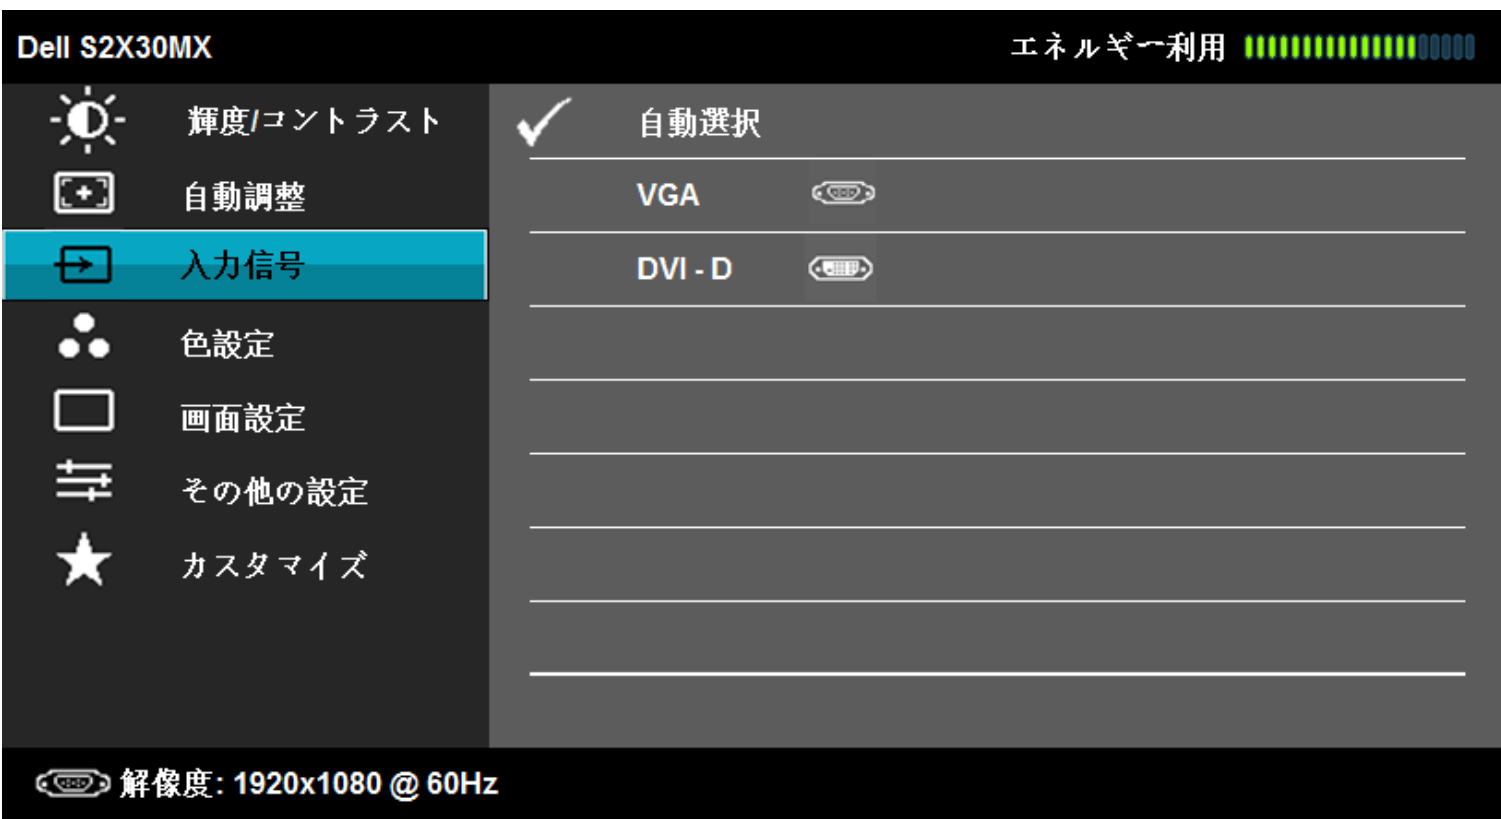 Dell S2X30MX
エネルギー利用
輝度/コントラスト
自動調整
入力信号
色設定
画面設定
その他の設定
カスタマイズ
自動選択
VGA
DVI - D
解像度: 1920x1080 @ 60Hz